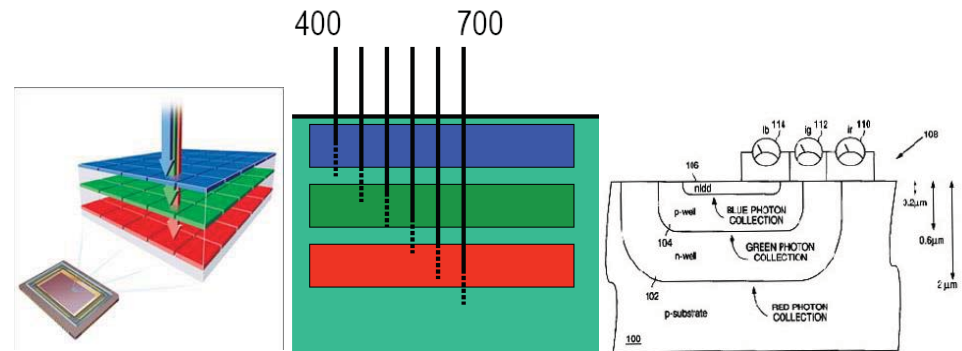 400 700
Ib 114 ig 112 ir 110
108
116
nldd
p-well
BLUE PHOTON
COLLECTION
104
GREEN PHOTON
COLLECTION
n-well
102
RED PHOTON
COLLECTION
p-substrate
100
0.2μm
0.6μm
2 μm